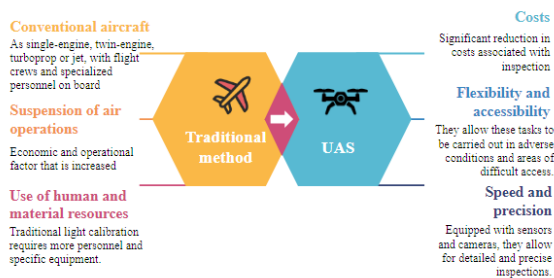 Conventional aircraft
As single-engine, twin-engine,
turboprop or jet, with flight
crews and specialized
personnel on board
Suspension of air
operations
Economic and operational
factor that is increased
Use of human and
material resources
Traditional light calibration
requires more personnel and
specific equipment.
Traditional
method
UAS
Costs
Significant reduction in
costs associated with
inspection
Flexibility and
accessibility
They allow these tasks to
be carried out in adverse
conditions and areas of
difficult access.
Speed and
precision
Equipped with sensors
and cameras, they allow
for detailed and precise
inspections.